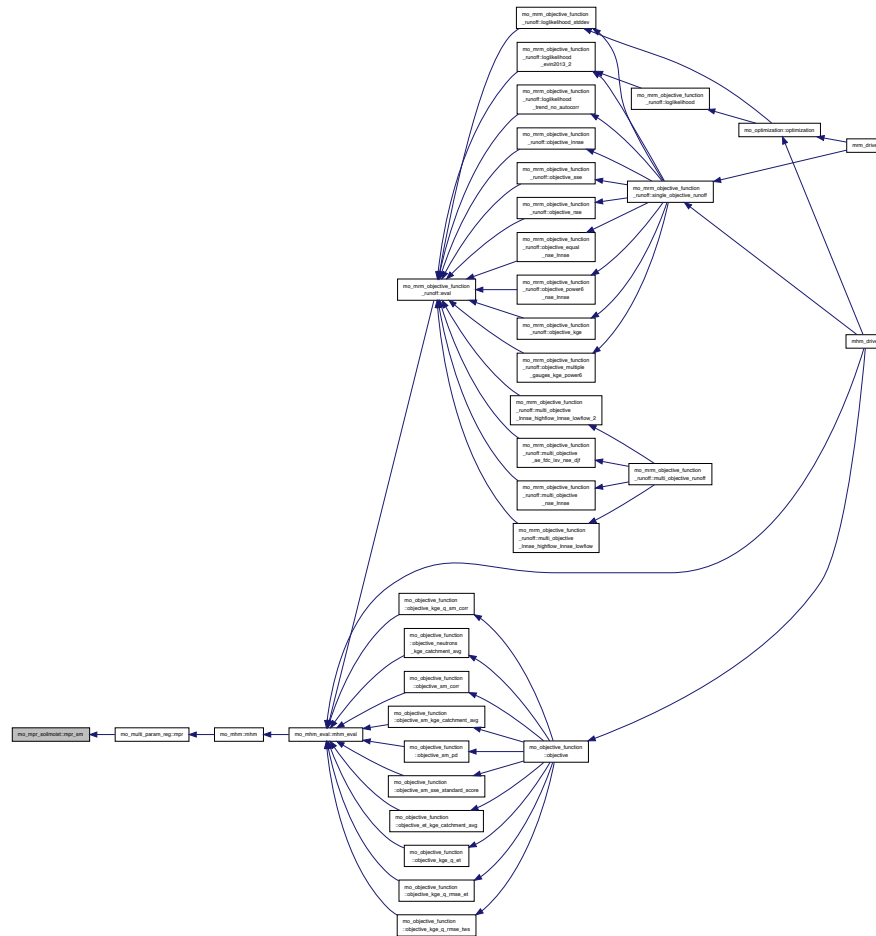 mo_mrm_objective_function
_runoff::loglikelihood_stddev
mo_mrm_objective_function
_runoff::loglikelihood
_evin2013_2
mo_mrm_objective_function
_runoff::loglikelihood
_trend_no_autocorr
mo_mrm_objective_function
_runoff::loglikelihood
mo_optimization::optimization
mrm_drive
mo_mrm_objective_function
_runoff::objective_lnnse
mo_mrm_objective_function
_runoff::objective_sse
mo_mrm_objective_function
_runoff::single_objective_runoff
mo_mrm_objective_function
_runoff::objective_nse
mo_mrm_objective_function
_runoff::objective_equal
_nse_lnnse
mo_mrm_objective_function
_runoff::eval
mo_mrm_objective_function
_runoff::objective_power6
_nse_lnnse
mo_mrm_objective_function
_runoff::objective_kge
mhm_drive
mo_mrm_objective_function
_runoff::objective_multiple
_gauges_kge_power6
mo_mrm_objective_function
_runoff::multi_objective
_lnnse_highflow_lnnse_lowflow_2
mo_mrm_objective_function
_runoff::multi_objective
_ae_fdc_lsv_nse_djf
mo_mrm_objective_function
_runoff::multi_objective_runoff
mo_mrm_objective_function
_runoff::multi_objective
_nse_lnnse
mo_mrm_objective_function
_runoff::multi_objective
_lnnse_highflow_lnnse_lowflow
mo_objective_function
::objective_kge_q_sm_corr
mo_objective_function
::objective_neutrons
_kge_catchment_avg
mo_objective_function
::objective_sm_corr
mo_objective_function
::objective_sm_kge_catchment_avg
mo_mpr_soilmoist::mpr_sm
mo_multi_param_reg::mpr
mo_mhm::mhm
mo_mhm_eval::mhm_eval
mo_objective_function
::objective_sm_pd
mo_objective_function
::objective
mo_objective_function
::objective_sm_sse_standard_score
mo_objective_function
::objective_et_kge_catchment_avg
mo_objective_function
::objective_kge_q_et
mo_objective_function
::objective_kge_q_rmse_et
mo_objective_function
::objective_kge_q_rmse_tws